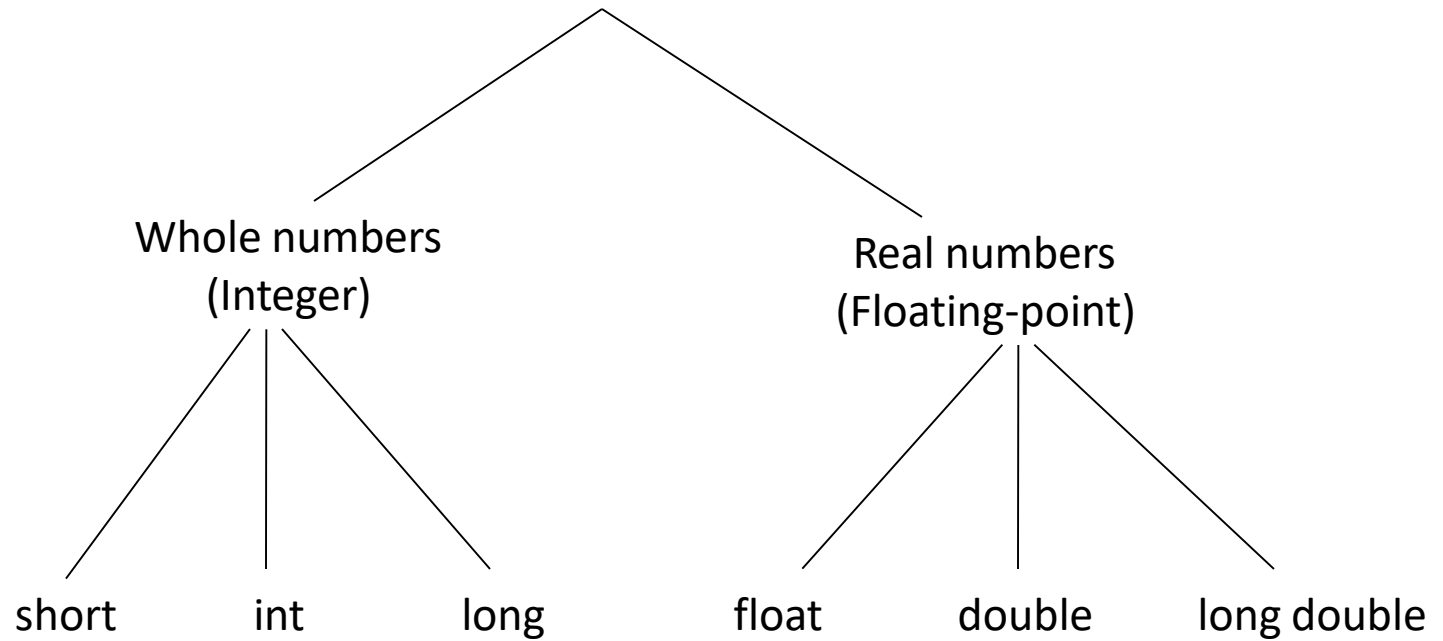 Whole numbers
(Integer)
Real numbers
(Floating-point)
short
int
long
float
double
long double